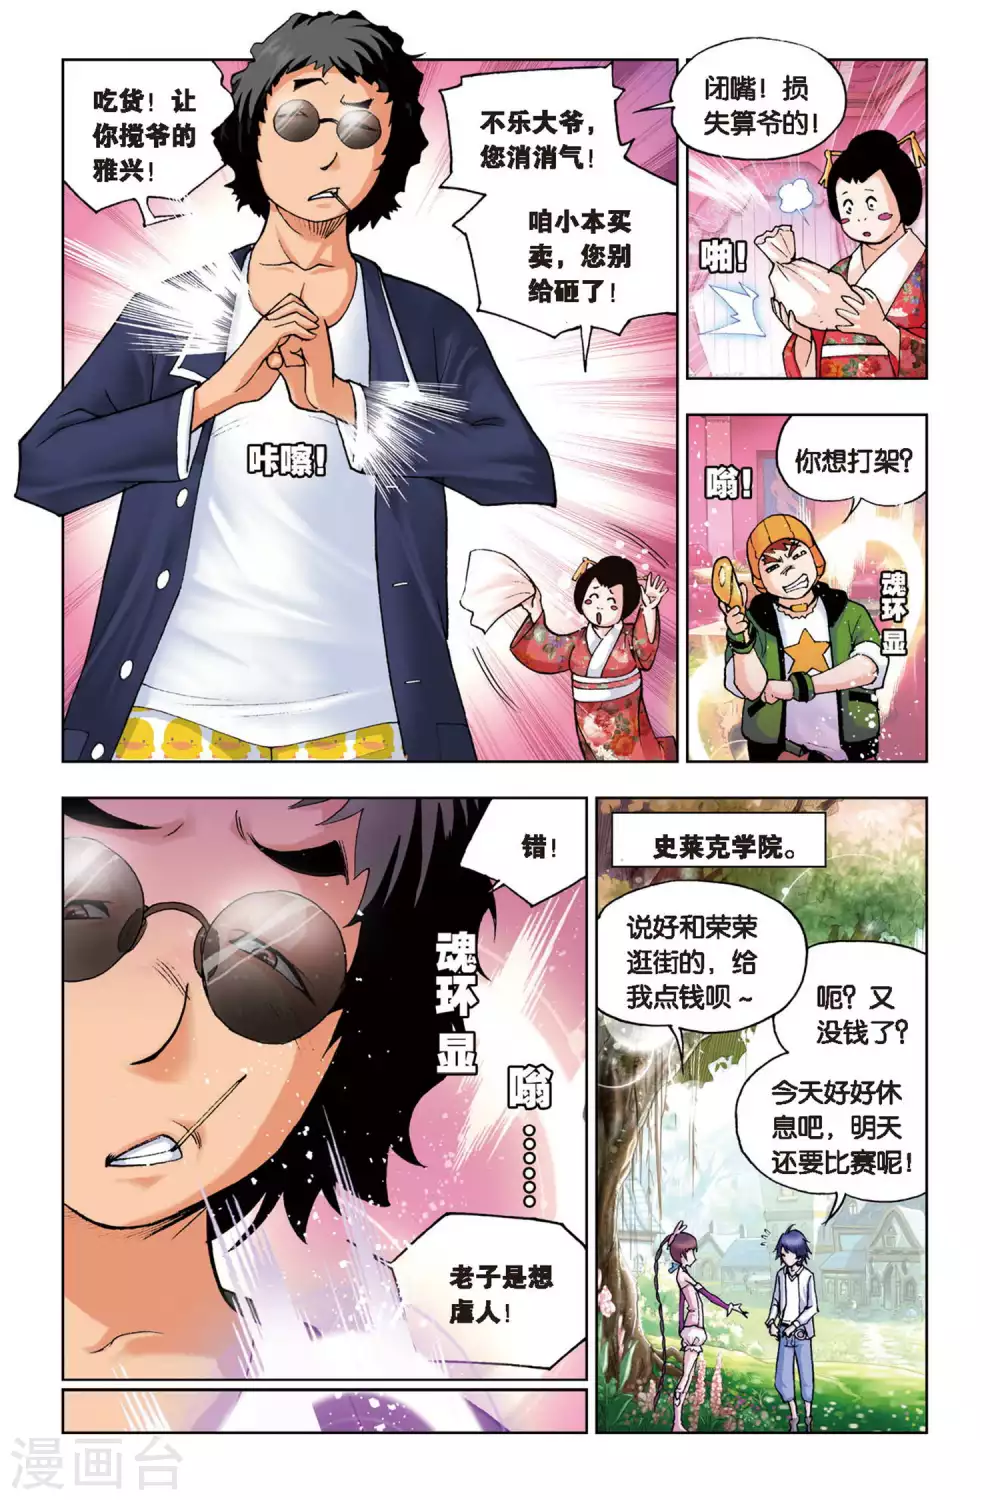 吃货！让
你搅爷的
雅兴！
不乐大爷，
您消消气！
咱小本买
卖，您别
给砸了！
咔嚓！
闭嘴！损
失算爷的！
啪！
你想打架？
嗡！
魂环显
错！
魂环显
嗡……
老子是想
虐人！
史莱克学院。
说好和荣荣
逛街的，给
我点钱呗～
呃？又
没钱了？
今天好好休
息吧，明天
还要比赛呢！
漫画台